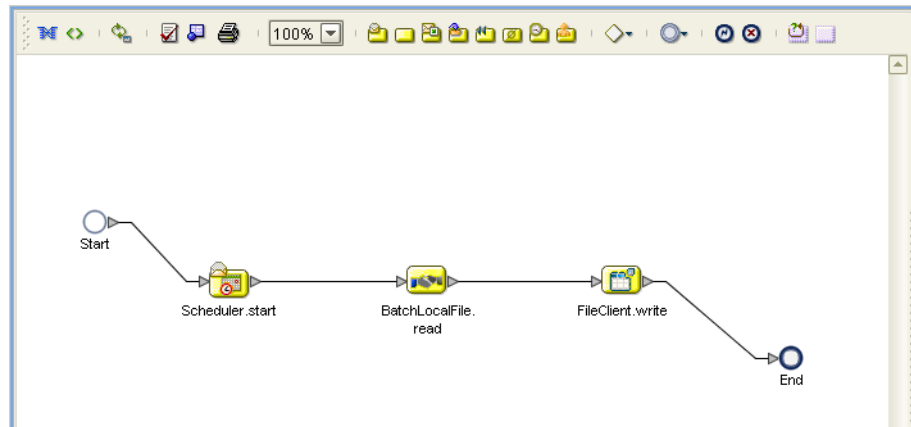 100%
Start
Scheduler.start
BatchLocalFile.
read
FileClient.write
End